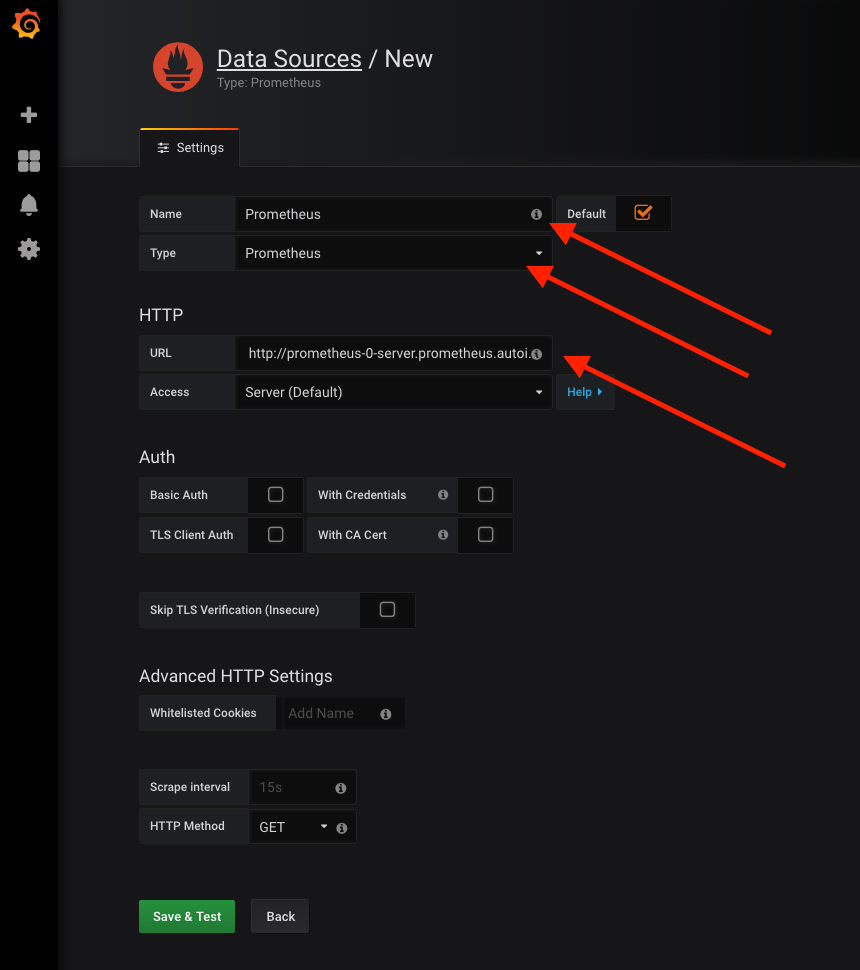 Data Sources / New
Type: Prometheus
Settings
Name Prometheus Default
Type Prometheus
HTTP
URL http://prometheus-0-server.prometheus.autoi.
Access Server (Default) Help
Auth
Basic Auth With Credentials
TLS Client Auth With CA Cert
Skip TLS Verification (Insecure)
Advanced HTTP Settings
Whitelisted Cookies Add Name
Scrape interval 15s
HTTP Method GET
Save & Test Back